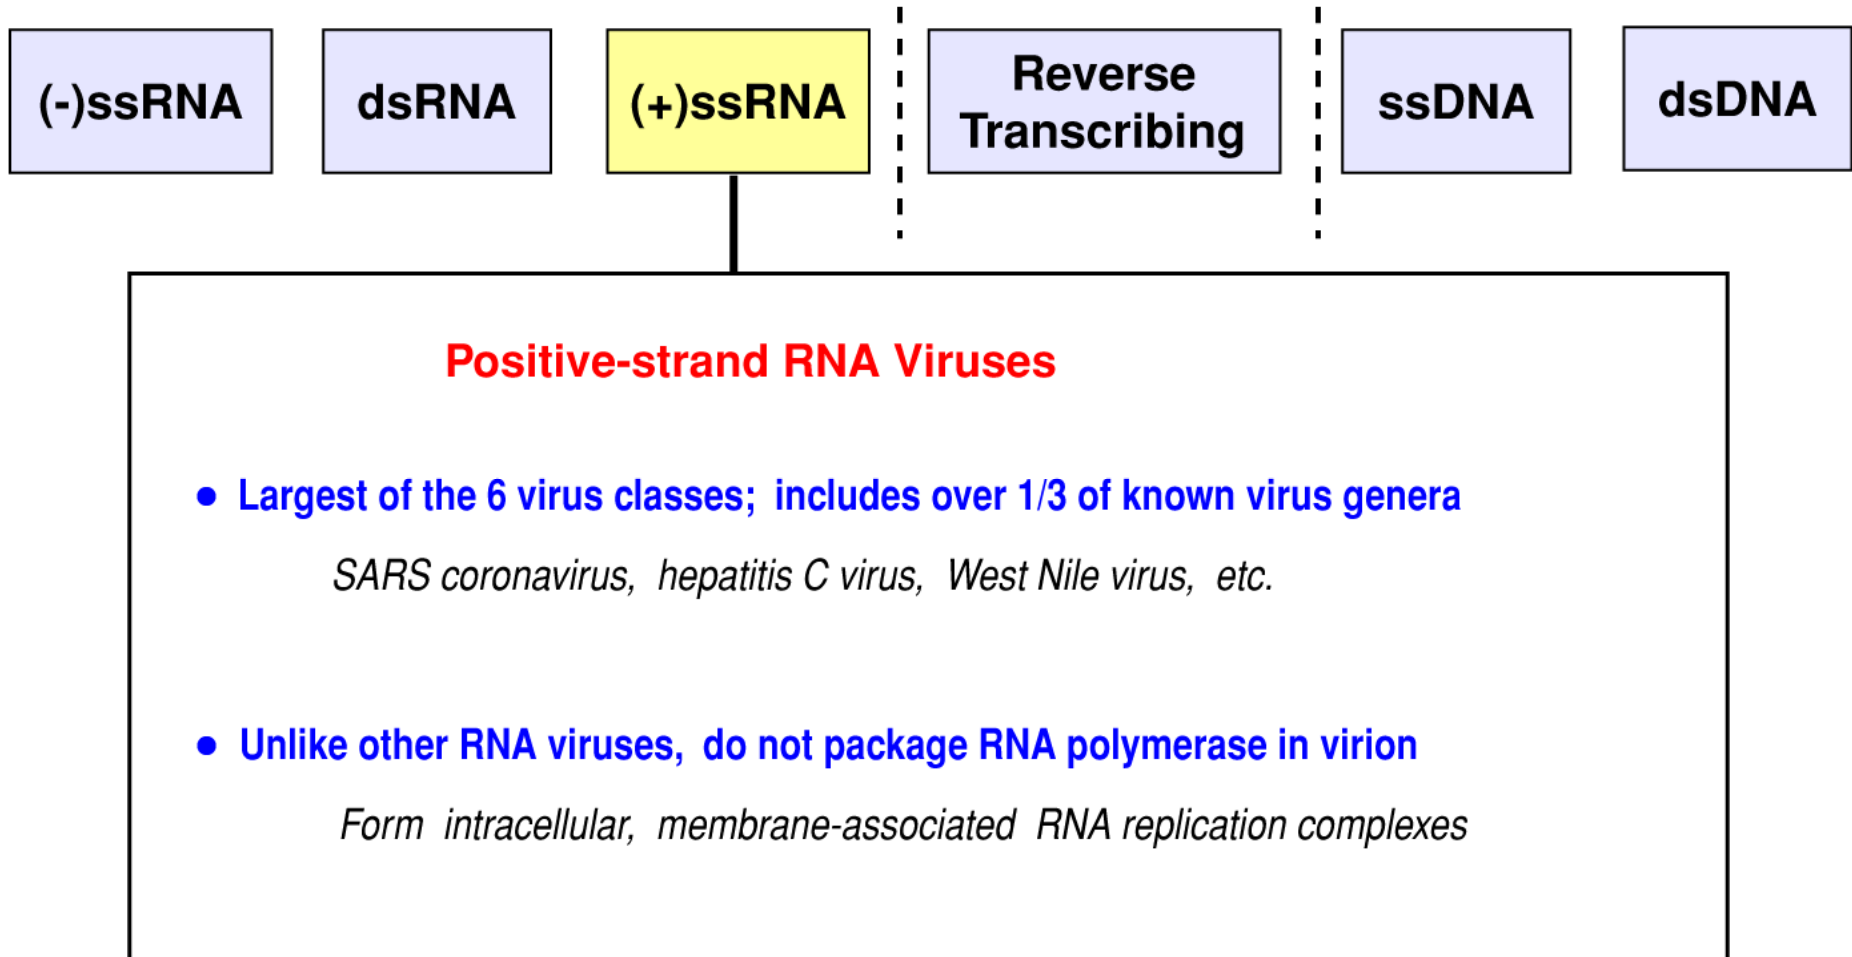 (-)ssRNA
dsRNA
(+)ssRNA
Reverse
Transcribing
ssDNA
dsDNA
Positive-strand RNA Viruses
• Largest of the 6 virus classes; includes over 1/3 of known virus genera
SARS coronavirus, hepatitis C virus, West Nile virus, etc.
• Unlike other RNA viruses, do not package RNA polymerase in virion
Form intracellular, membrane-associated RNA replication complexes